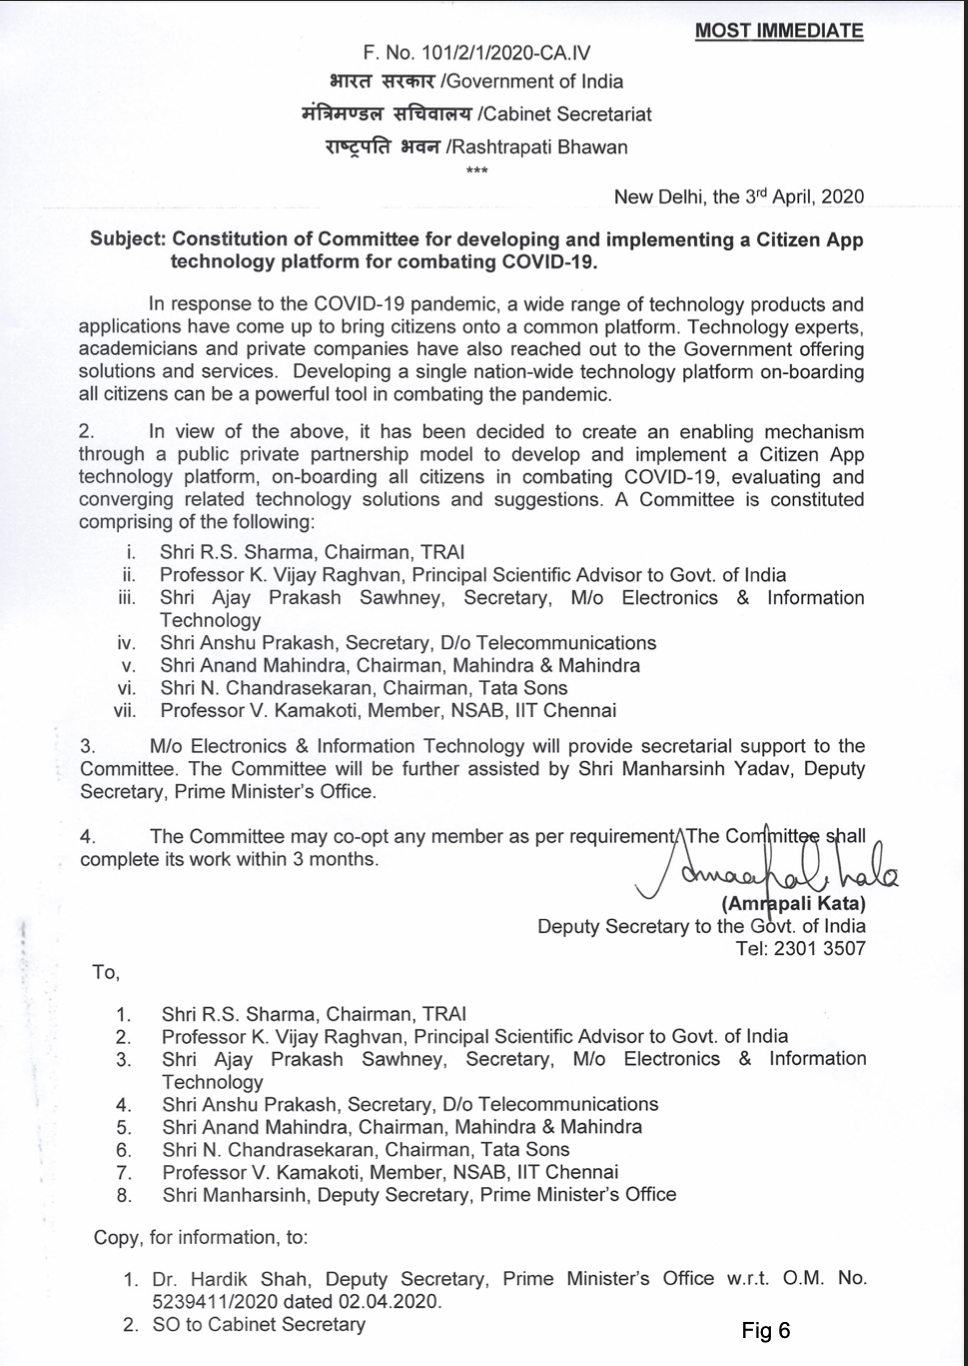 MOST IMMEDIATE
F. No. 101/2/1/2020-CA.IV
भारत सरकार /Government of India
मंत्रिमण्डल सचिवालय /Cabinet Secretariat
राष्ट्रपति भवन /Rashtrapati Bhawan
***
New Delhi, the 3rd April, 2020
Subject: Constitution of Committee for developing and implementing a Citizen App
technology platform for combating COVID-19.
In response to the COVID-19 pandemic, a wide range of technology products and
applications have come up to bring citizens onto a common platform. Technology experts,
academicians and private companies have also reached out to the Government offering
solutions and services. Developing a single nation-wide technology platform on-boarding
all citizens can be a powerful tool in combating the pandemic.
2. In view of the above, it has been decided to create an enabling mechanism
through a public private partnership model to develop and implement a Citizen App
technology platform, on-boarding all citizens in combating COVID-19, evaluating and
converging related technology solutions and suggestions. A Committee is constituted
comprising of the following:
i. Shri R.S. Sharma, Chairman, TRAI
ii. Professor K. Vijay Raghvan, Principal Scientific Advisor to Govt. of India
iii. Shri Ajay Prakash Sawhney, Secretary, M/o Electronics & Information
Technology
iv. Shri Anshu Prakash, Secretary, D/o Telecommunications
v. Shri Anand Mahindra, Chairman, Mahindra & Mahindra
vi. Shri N. Chandrasekaran, Chairman, Tata Sons
vii. Professor V. Kamakoti, Member, NSAB, IIT Chennai
3. M/o Electronics & Information Technology will provide secretarial support to the
Committee. The Committee will be further assisted by Shri Manharsinh Yadav, Deputy
Secretary, Prime Minister's Office.
4. The Committee may co-opt any member as per requirement. The Committee shall
complete its work within 3 months.
(Amrapali Kata)
Deputy Secretary to the Govt. of India
Tel: 2301 3507
To,
1. Shri R.S. Sharma, Chairman, TRAI
2. Professor K. Vijay Raghvan, Principal Scientific Advisor to Govt. of India
3. Shri Ajay Prakash Sawhney, Secretary, M/o Electronics & Information
Technology
4. Shri Anshu Prakash, Secretary, D/o Telecommunications
5. Shri Anand Mahindra, Chairman, Mahindra & Mahindra
6. Shri N. Chandrasekaran, Chairman, Tata Sons
7. Professor V. Kamakoti, Member, NSAB, IIT Chennai
8. Shri Manharsinh, Deputy Secretary, Prime Minister's Office
Copy, for information, to:
1. Dr. Hardik Shah, Deputy Secretary, Prime Minister's Office w.r.t. O.M. No.
5239411/2020 dated 02.04.2020.
2. SO to Cabinet Secretary
Fig 6